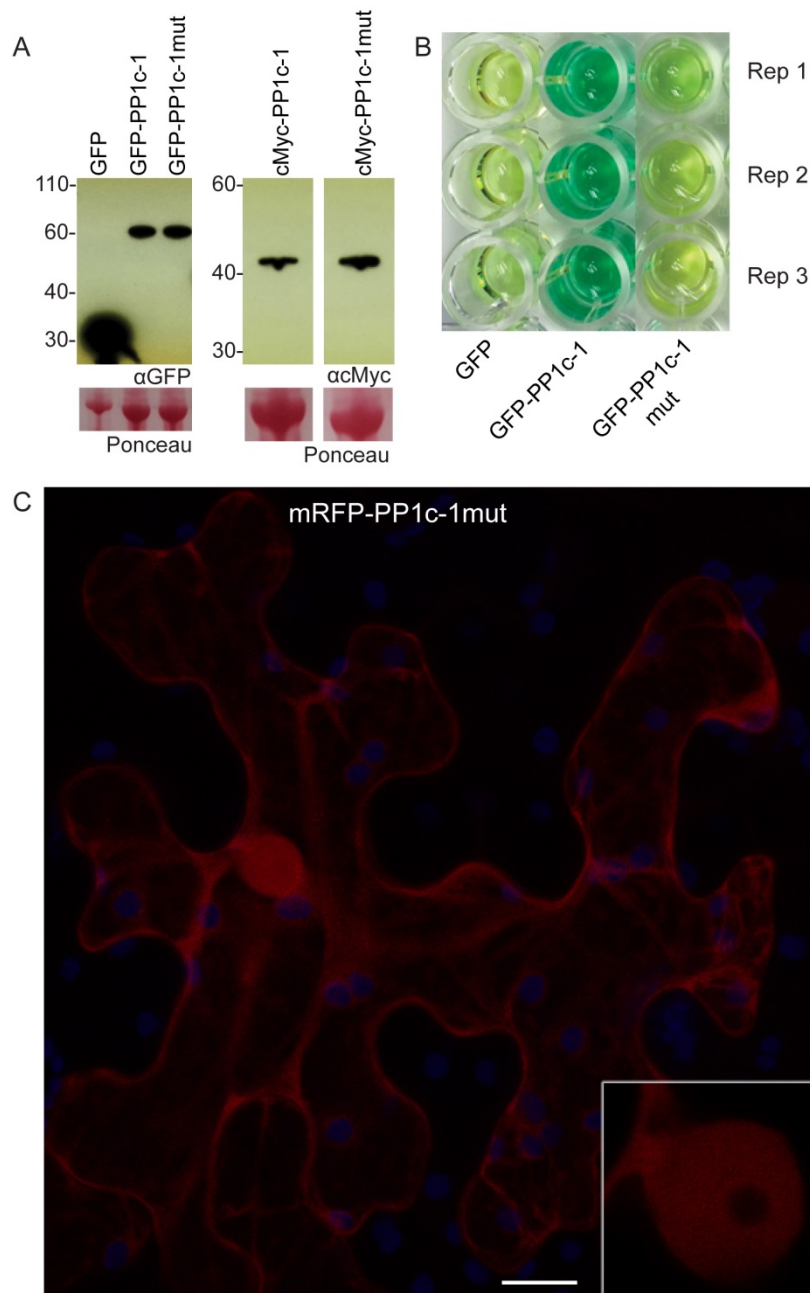 A
GFP
GFP-PP1c-1
GFP-PP1c-1mut
110-
60-
40-
30-
αGFP
Ponceau
cMyc-PP1c-1
cMyc-PP1c-1mut
60-
40-
30-
αcMyc
Ponceau
B
Rep 1
Rep 2
Rep 3
GFP
GFP-PP1c-1
GFP-PP1c-1
mut
C
mRFP-PP1c-1mut